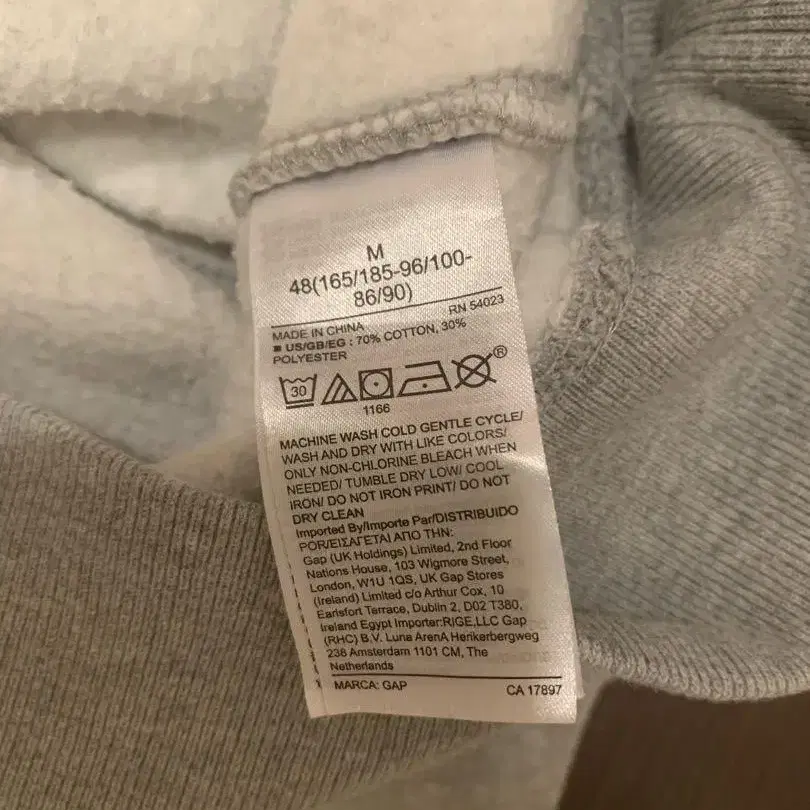 M
48(165/185-96/100-
86/90)
RN 54023
MADE IN CHINA
US/GB/EG : 70% COTTON, 30%
POLYESTER
30
®
1166
MACHINE WASH COLD GENTLE CYCLE/
WASH AND DRY WITH LIKE COLORS/
ONLY NON-CHLORINE BLEACH WHEN
NEEDED/ TUMBLE DRY LOW/ COOL
IRON/ DO NOT IRON PRINT/ DO NOT
DRY CLEAN
Imported By/Importe Par/DISTRIBUIDO
POR/ΕΙΣΑΓΕΤΑΙ ΑΠΟ ΤΗΝ:
Gap (UK Holdings) Limited, 2nd Floor
Nations House, 103 Wigmore Street,
London, W1U 1QS, UK Gap Stores
(Ireland) Limited c/o Arthur Cox, 10
Earlsfort Terrace, Dublin 2, D02 T380,
Ireland Egypt Importer:RIGE,LLC Gap
(RHC) B.V. Luna ArenA Herikerbergweg
238 Amsterdam 1101 CM, The
Netherlands
MARCA: GAP
CA 17897